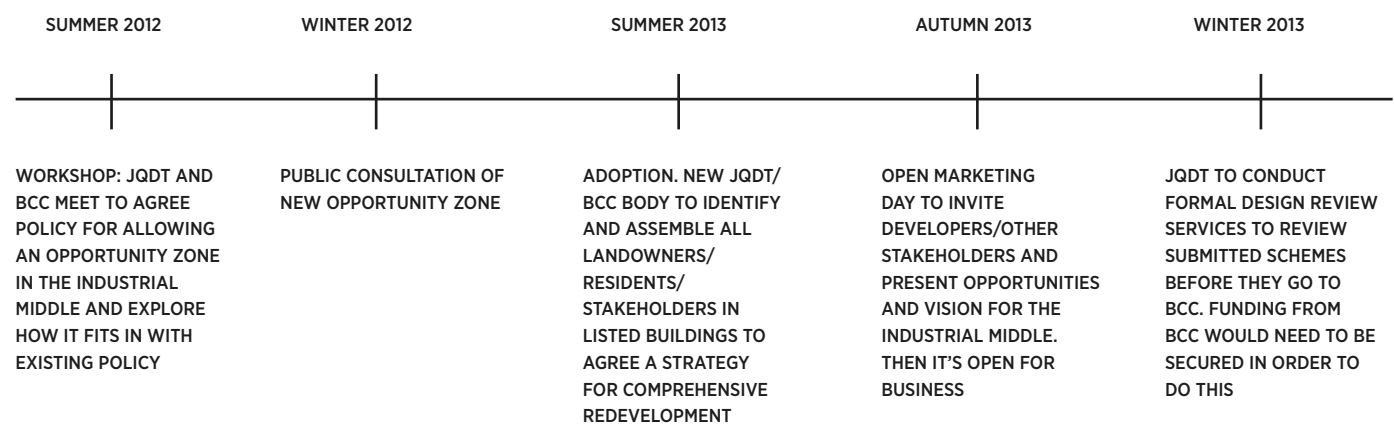 SUMMER 2012
WINTER 2012
SUMMER 2013
AUTUMN 2013
WINTER 2013
WORKSHOP: JQDT AND
BCC MEET TO AGREE
POLICY FOR ALLOWING
AN OPPORTUNITY ZONE
IN THE INDUSTRIAL
MIDDLE AND EXPLORE
HOW IT FITS IN WITH
EXISTING POLICY
PUBLIC CONSULTATION OF
NEW OPPORTUNITY ZONE
ADOPTION. NEW JQDT/
BCC BODY TO IDENTIFY
AND ASSEMBLE ALL
LANDOWNERS/
RESIDENTS/
STAKEHOLDERS IN
LISTED BUILDINGS TO
AGREE A STRATEGY
FOR COMPREHENSIVE
REDEVELOPMENT
OPEN MARKETING
DAY TO INVITE
DEVELOPERS/OTHER
STAKEHOLDERS AND
PRESENT OPPORTUNITIES
AND VISION FOR THE
INDUSTRIAL MIDDLE.
THEN IT’S OPEN FOR
BUSINESS
JQDT TO CONDUCT
FORMAL DESIGN REVIEW
SERVICES TO REVIEW
SUBMITTED SCHEMES
BEFORE THEY GO TO
BCC. FUNDING FROM
BCC WOULD NEED TO BE
SECURED IN ORDER TO
DO THIS